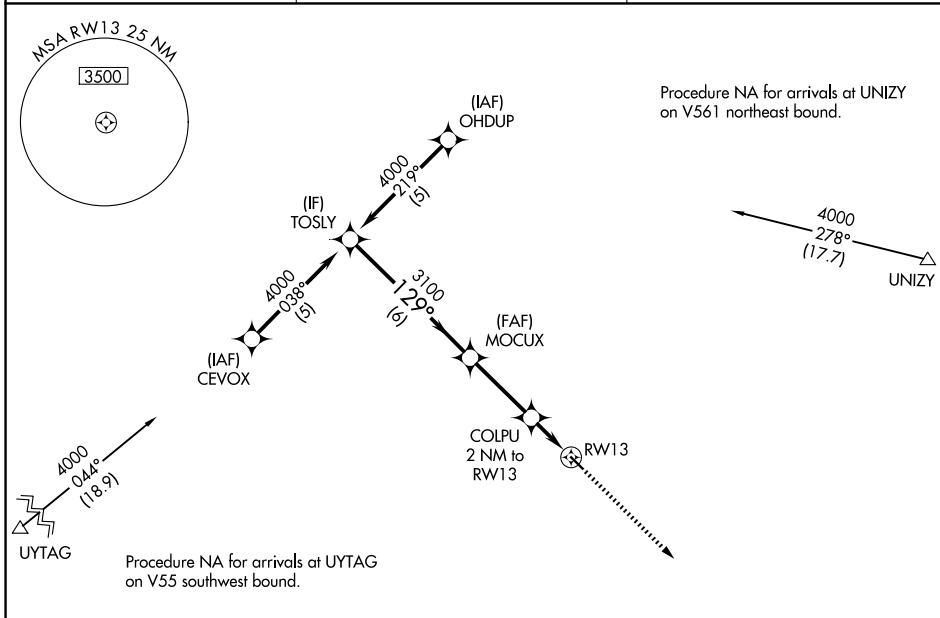 MSA RW13 25 NM
3500
(IAF)
OHDUP
Procedure NA for arrivals at UNIZY
on V561 northeast bound.
4000
219°
(5)
(IF)
TOSLY
4000
278°
(17.7)
UNIZY
4000
038°
(5)
3100
129°
(6)
(IAF)
CEVOX
(FAF)
MOCUX
COLPU
2 NM to
RW13
RW13
4000
044°
(18.9)
UYTAG
Procedure NA for arrivals at UYTAG
on V55 southwest bound.